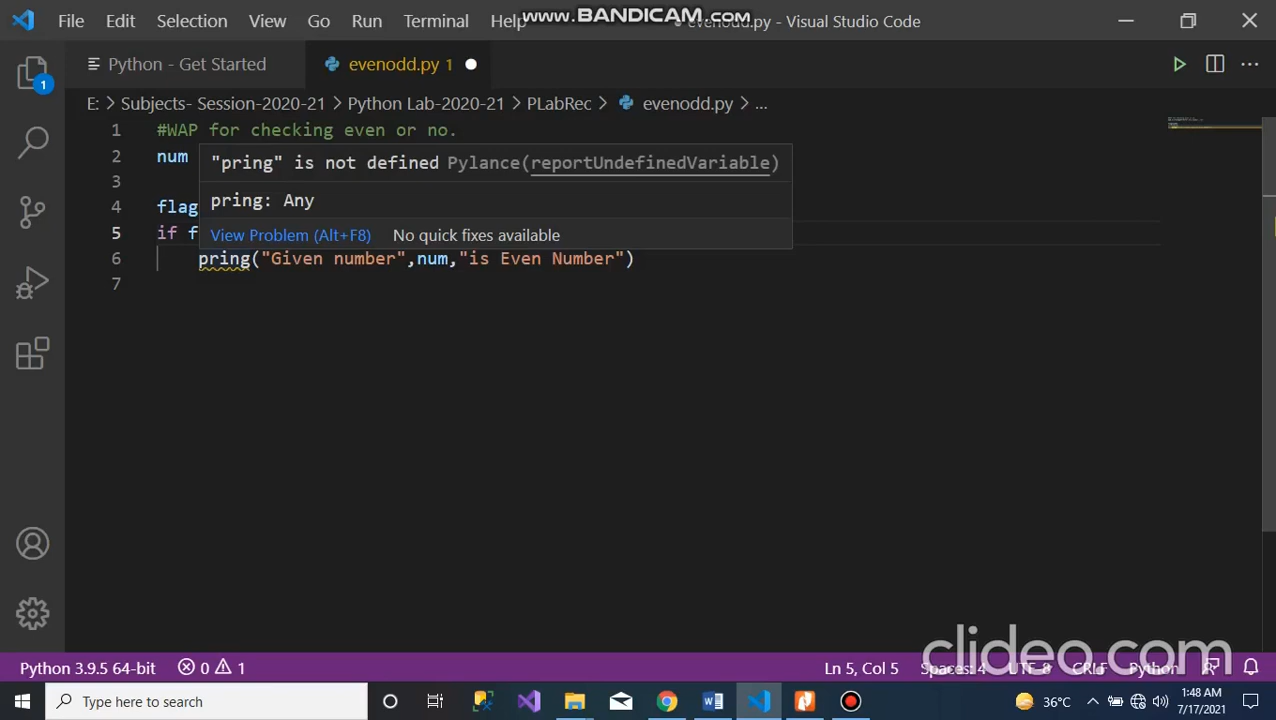 File Edit Selection View Go Run Terminal Help www.BANDICAM.com evenodd.py - Visual Studio Code
Python - Get Started evenodd.py 1
E: > Subjects- Session-2020-21 > Python Lab-2020-21 > PLabRec > evenodd.py > ...
1 #WAP for checking even or no.
2 num
"pring" is not defined Pylance(reportUndefinedVariable)
3
pring: Any
4 flag
5 if f
View Problem (Alt+F8) No quick fixes available
6 pring("Given number",num,"is Even Number")
7
1
clideo.com
Python 3.9.5 64-bit 0 1 Ln 5, Col 5 Spaces: 4 UTF-8 CRLF Python
Type here to search 36°C 1:48 AM
7/17/2021